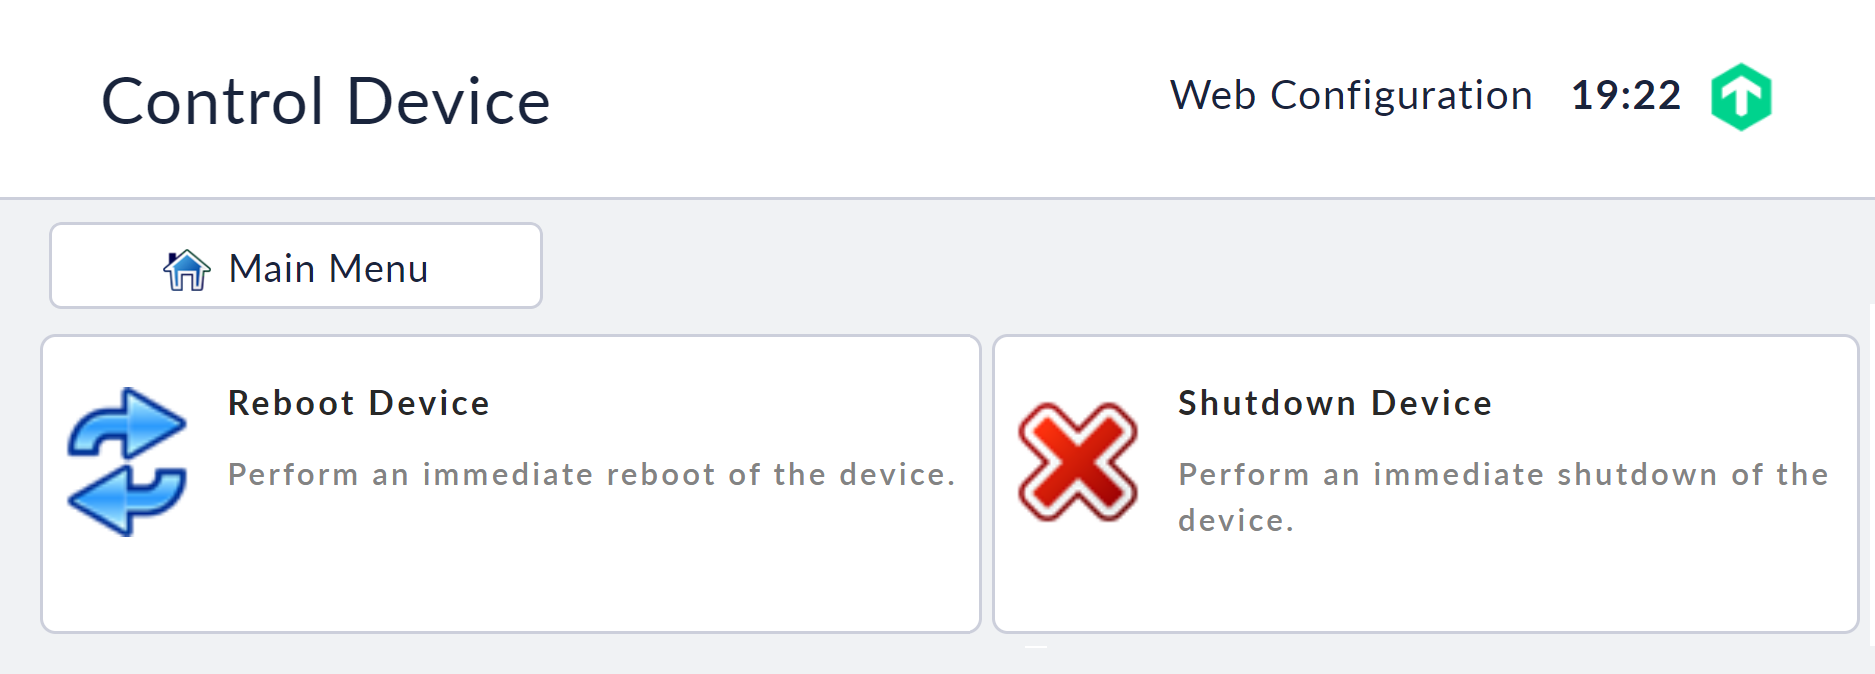 Control Device
Web Configuration 19:22
Main Menu
Reboot Device
Perform an immediate reboot of the device.
Shutdown Device
Perform an immediate shutdown of the
device.